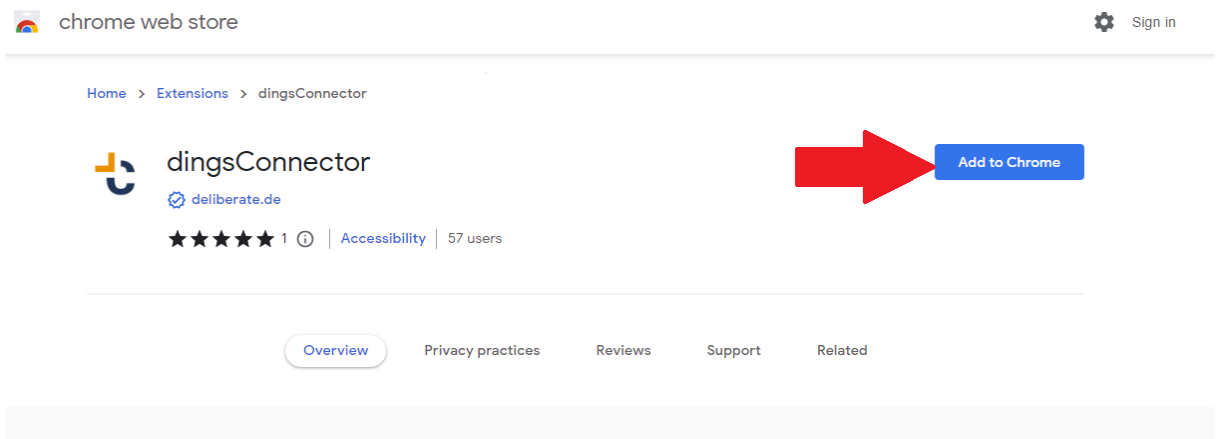 chrome web store Sign in
Home > Extensions > dingsConnector
dingsConnector
Add to Chrome
deliberate.de
1 Accessibility 57 users
Overview Privacy practices Reviews Support Related